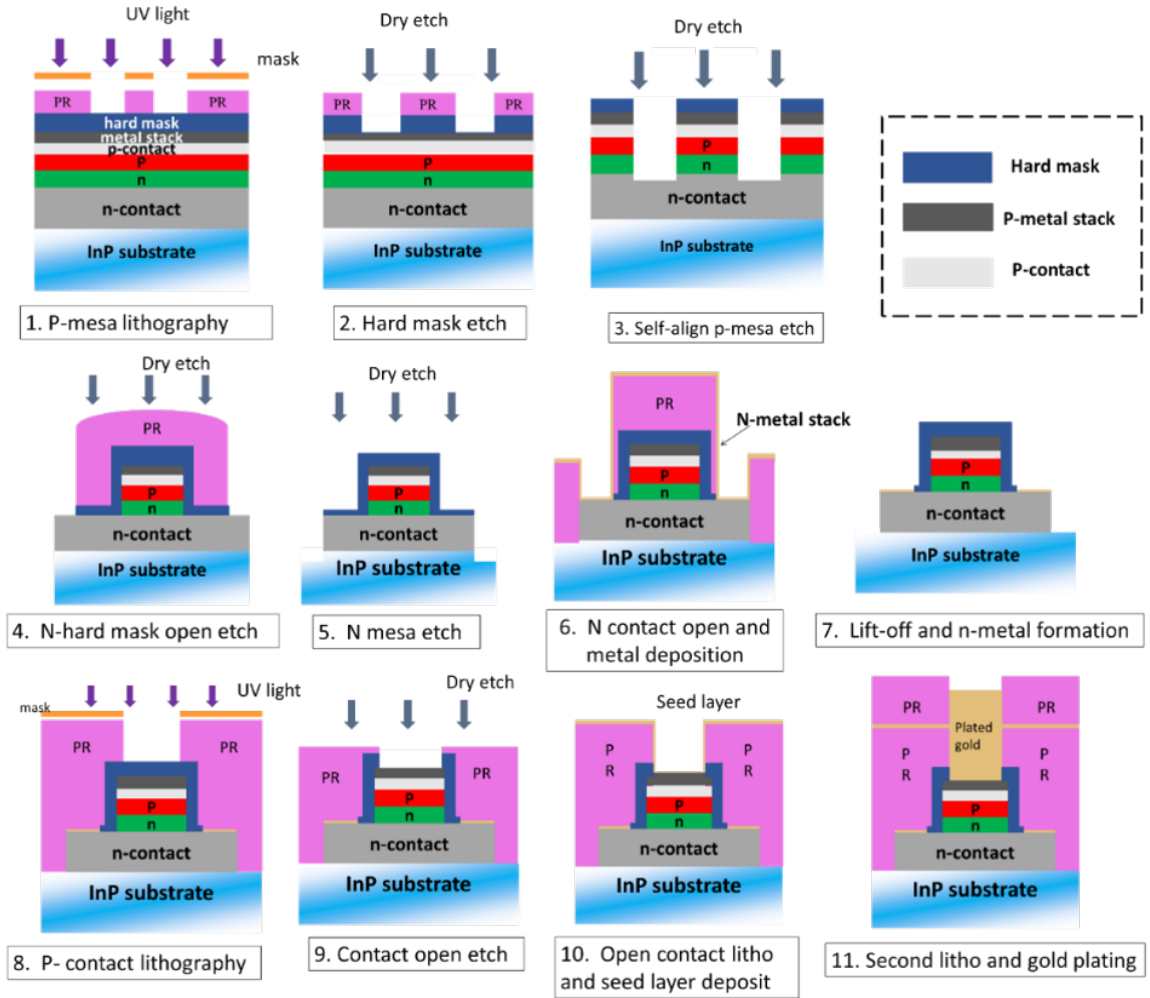 UV light
mask
PR
PR
PR
hard mask
metal stack
p-contact
P
n
n-contact
InP substrate
1. P-mesa lithography
Dry etch
PR
PR
PR
P
n
n-contact
InP substrate
2. Hard mask etch
Dry etch
P
P
P
n
n
n
n-contact
InP substrate
3. Self-align p-mesa etch
Hard mask
P-metal stack
P-contact
Dry etch
PR
P
n
n-contact
InP substrate
4. N-hard mask open etch
Dry etch
P
n
n-contact
InP substrate
5. N mesa etch
PR
N-metal stack
P
n
n-contact
InP substrate
6. N contact open and
metal deposition
P
n
n-contact
InP substrate
7. Lift-off and n-metal formation
UV light
mask
PR
PR
P
n
n-contact
InP substrate
8. P- contact lithography
Dry etch
PR
PR
P
n
n-contact
InP substrate
9. Contact open etch
Seed layer
P
R
P
R
P
n
n-contact
InP substrate
10. Open contact litho
and seed layer deposit
PR
PR
Plated
gold
P
R
P
R
P
n
n-contact
InP substrate
11. Second litho and gold plating